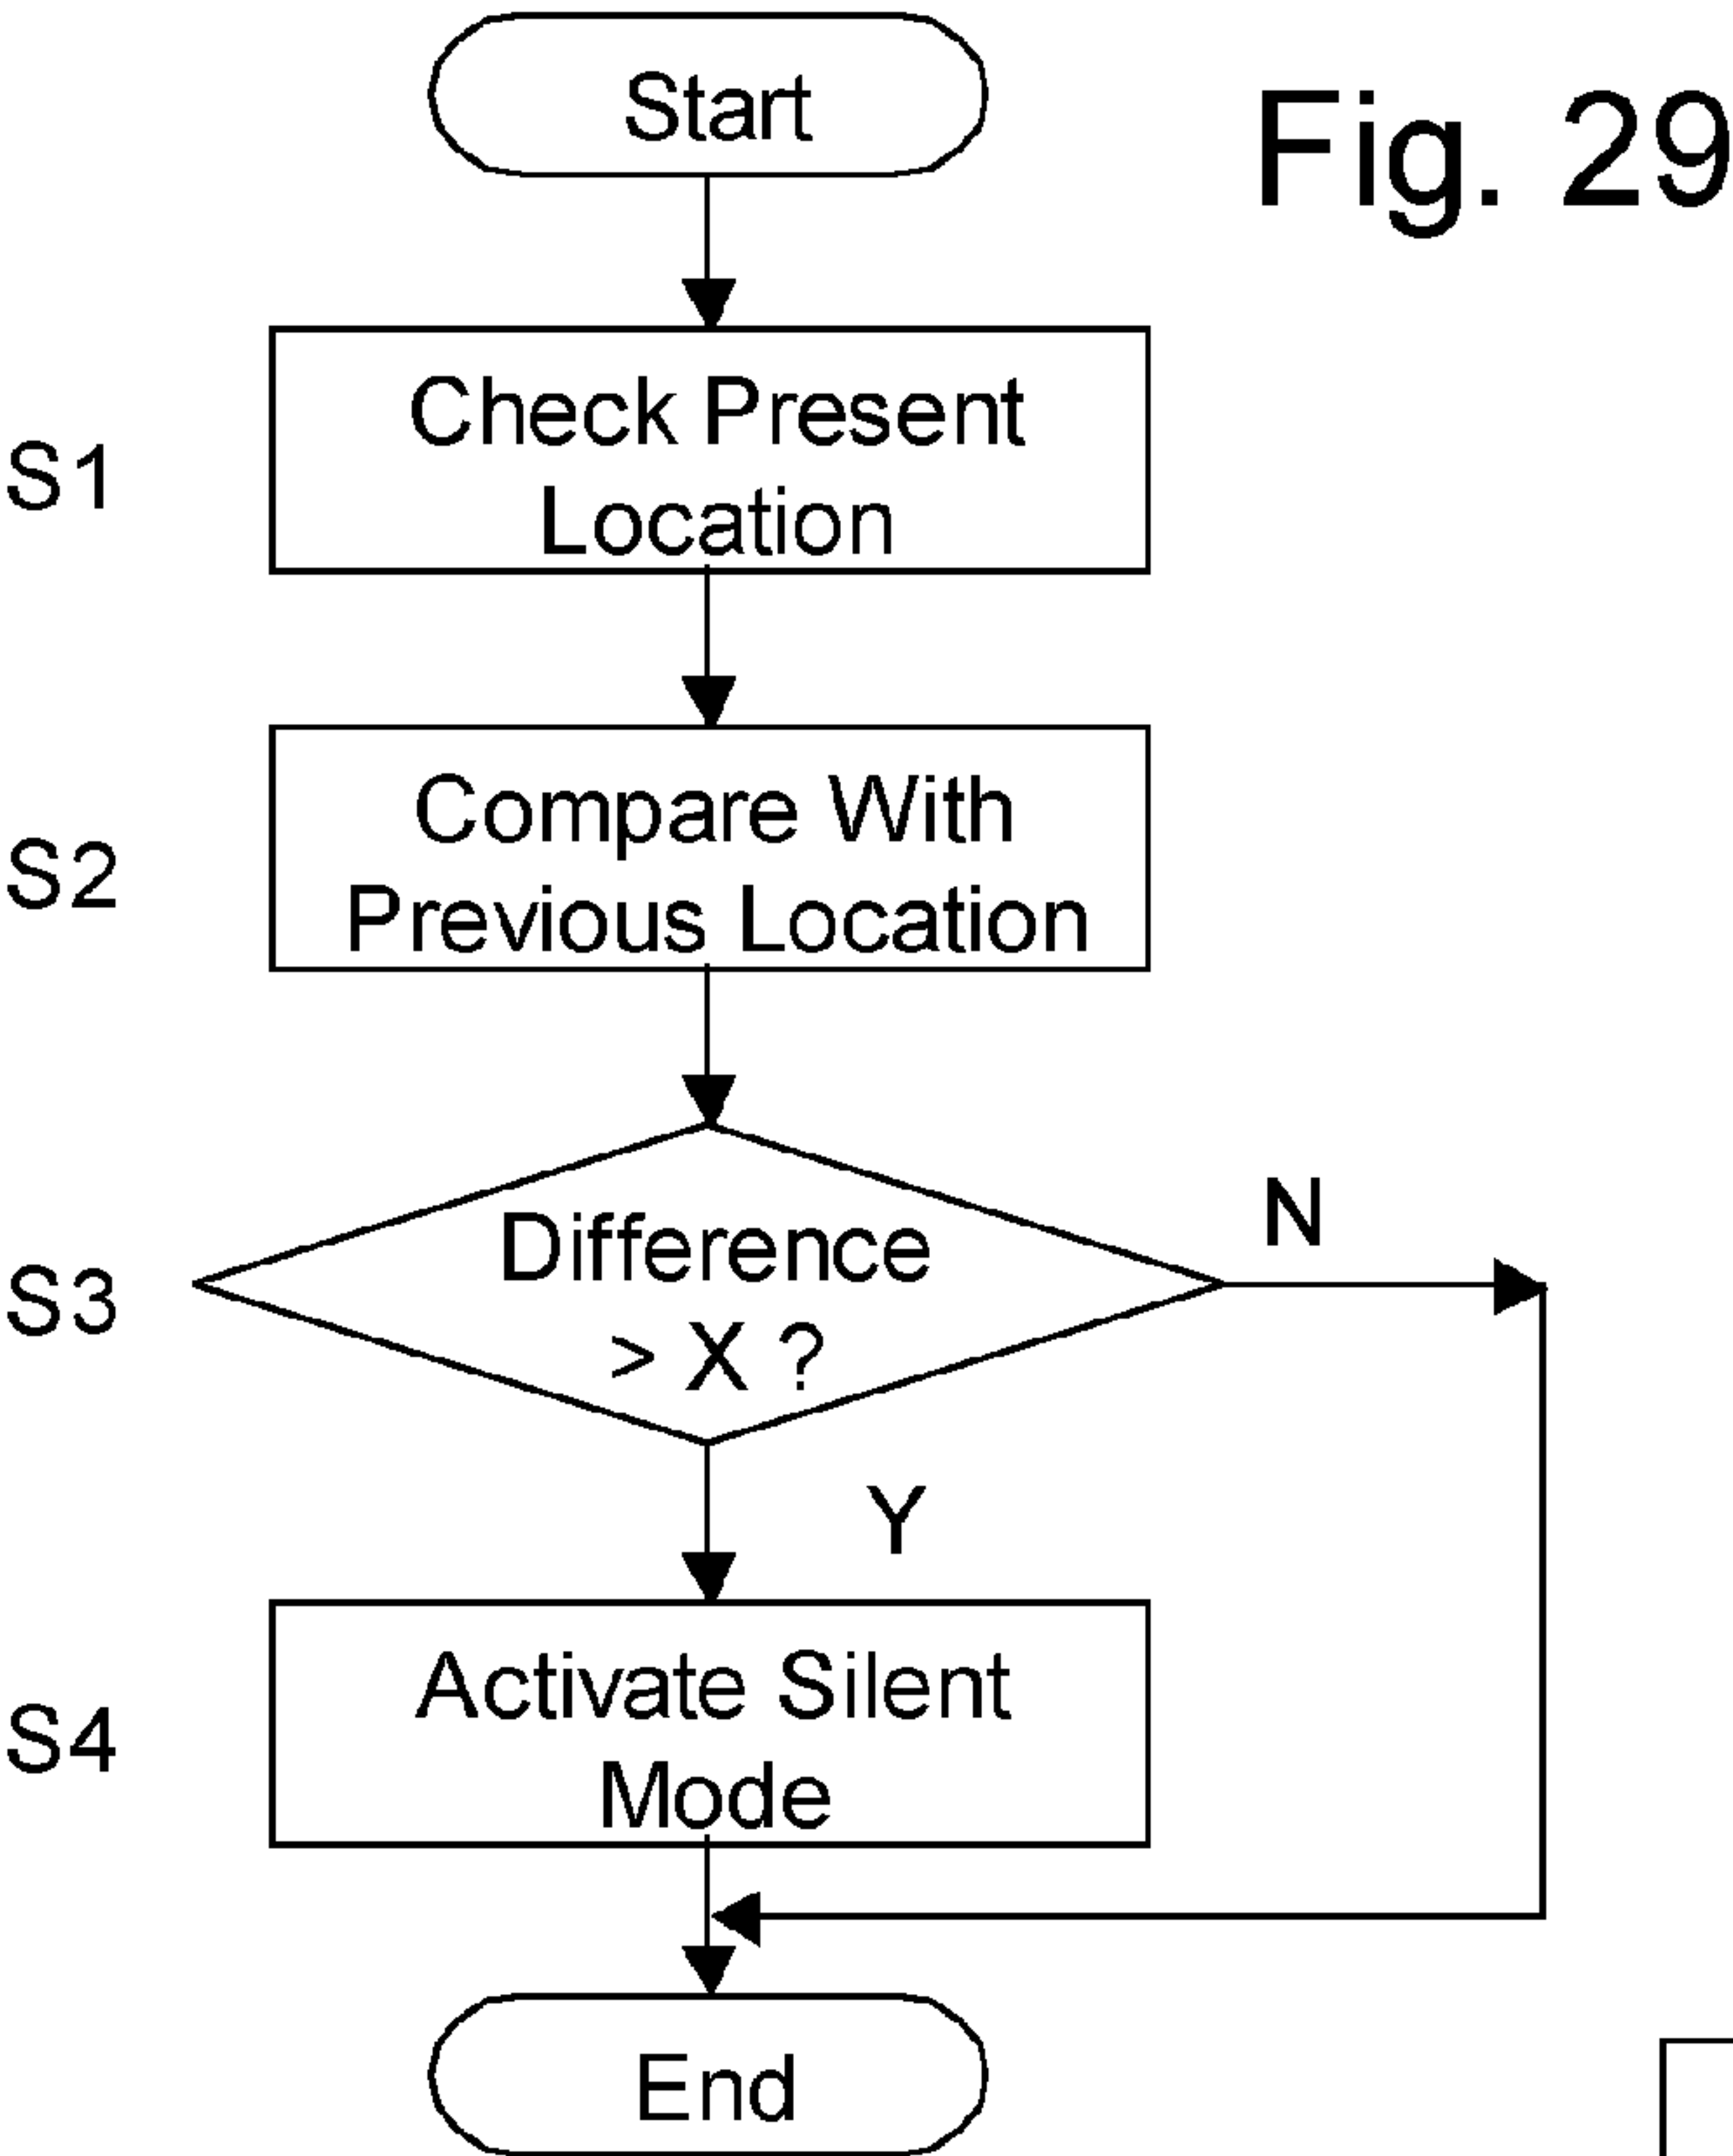 Start
Fig. 29
S1
Check Present
Location
S2
Compare With
Previous Location
S3
Difference
> X ?
N
Y
S4
Activate Silent
Mode
End